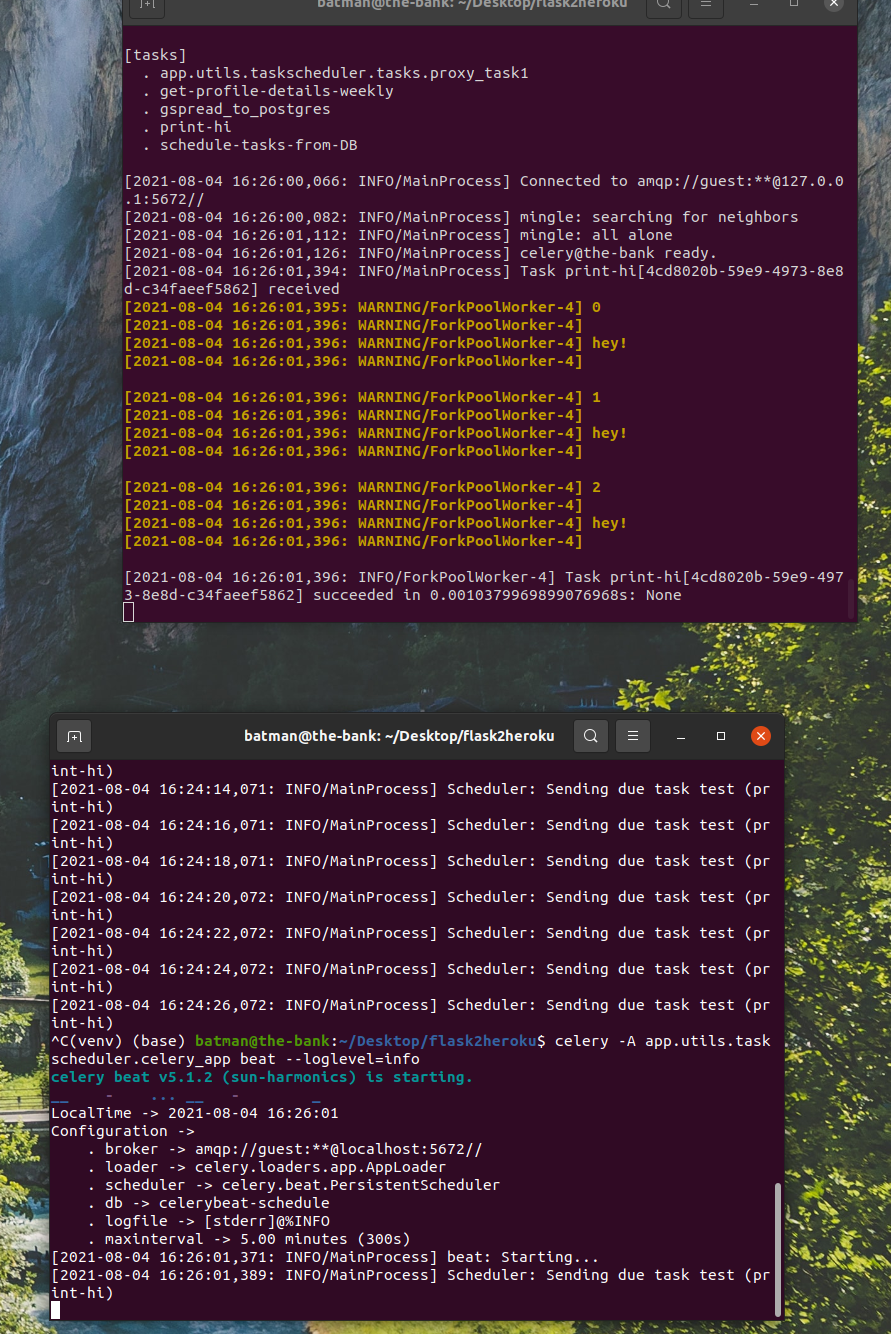 batman@the-bank: ~/Desktop/flask2heroku
[tasks]
. app.utils.taskscheduler.tasks.proxy_task1
. get-profile-details-weekly
. gspread_to_postgres
. print-hi
. schedule-tasks-from-DB
[2021-08-04 16:26:00,066: INFO/MainProcess] Connected to amqp://guest:**@127.0.0
.1:5672//
[2021-08-04 16:26:00,082: INFO/MainProcess] mingle: searching for neighbors
[2021-08-04 16:26:01,112: INFO/MainProcess] mingle: all alone
[2021-08-04 16:26:01,126: INFO/MainProcess] celery@the-bank ready.
[2021-08-04 16:26:01,394: INFO/MainProcess] Task print-hi[4cd8020b-59e9-4973-8e8
d-c34faeef5862] received
[2021-08-04 16:26:01,395: WARNING/ForkPoolWorker-4] 0
[2021-08-04 16:26:01,396: WARNING/ForkPoolWorker-4]
[2021-08-04 16:26:01,396: WARNING/ForkPoolWorker-4] hey!
[2021-08-04 16:26:01,396: WARNING/ForkPoolWorker-4]
[2021-08-04 16:26:01,396: WARNING/ForkPoolWorker-4] 1
[2021-08-04 16:26:01,396: WARNING/ForkPoolWorker-4]
[2021-08-04 16:26:01,396: WARNING/ForkPoolWorker-4] hey!
[2021-08-04 16:26:01,396: WARNING/ForkPoolWorker-4]
[2021-08-04 16:26:01,396: WARNING/ForkPoolWorker-4] 2
[2021-08-04 16:26:01,396: WARNING/ForkPoolWorker-4]
[2021-08-04 16:26:01,396: WARNING/ForkPoolWorker-4] hey!
[2021-08-04 16:26:01,396: WARNING/ForkPoolWorker-4]
[2021-08-04 16:26:01,396: INFO/ForkPoolWorker-4] Task print-hi[4cd8020b-59e9-497
3-8e8d-c34faeef5862] succeeded in 0.0010379969899076968s: None
batman@the-bank: ~/Desktop/flask2heroku
int-hi)
[2021-08-04 16:24:14,071: INFO/MainProcess] Scheduler: Sending due task test (pr
int-hi)
[2021-08-04 16:24:16,071: INFO/MainProcess] Scheduler: Sending due task test (pr
int-hi)
[2021-08-04 16:24:18,071: INFO/MainProcess] Scheduler: Sending due task test (pr
int-hi)
[2021-08-04 16:24:20,072: INFO/MainProcess] Scheduler: Sending due task test (pr
int-hi)
[2021-08-04 16:24:22,072: INFO/MainProcess] Scheduler: Sending due task test (pr
int-hi)
[2021-08-04 16:24:24,072: INFO/MainProcess] Scheduler: Sending due task test (pr
int-hi)
[2021-08-04 16:24:26,072: INFO/MainProcess] Scheduler: Sending due task test (pr
int-hi)
^C(venv) (base) batman@the-bank:~/Desktop/flask2heroku$ celery -A app.utils.task
scheduler.celery_app beat --loglevel=info
celery beat v5.1.2 (sun-harmonics) is starting.
__    -    ... __   -        _
LocalTime -> 2021-08-04 16:26:01
Configuration ->
. broker -> amqp://guest:**@localhost:5672//
. loader -> celery.loaders.app.AppLoader
. scheduler -> celery.beat.PersistentScheduler
. db -> celerybeat-schedule
. logfile -> [stderr]@%INFO
. maxinterval -> 5.00 minutes (300s)
[2021-08-04 16:26:01,371: INFO/MainProcess] beat: Starting...
[2021-08-04 16:26:01,389: INFO/MainProcess] Scheduler: Sending due task test (pr
int-hi)